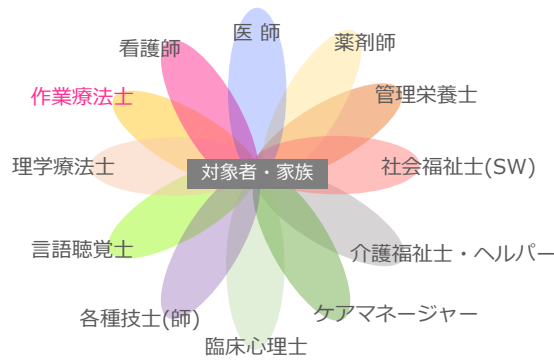 医 師
看護師
薬剤師
作業療法士
管理栄養士
理学療法士
対象者・家族
社会福祉士(SW)
言語聴覚士
介護福祉士・ヘルパー
各種技士(師)
ケアマネージャー
臨床心理士